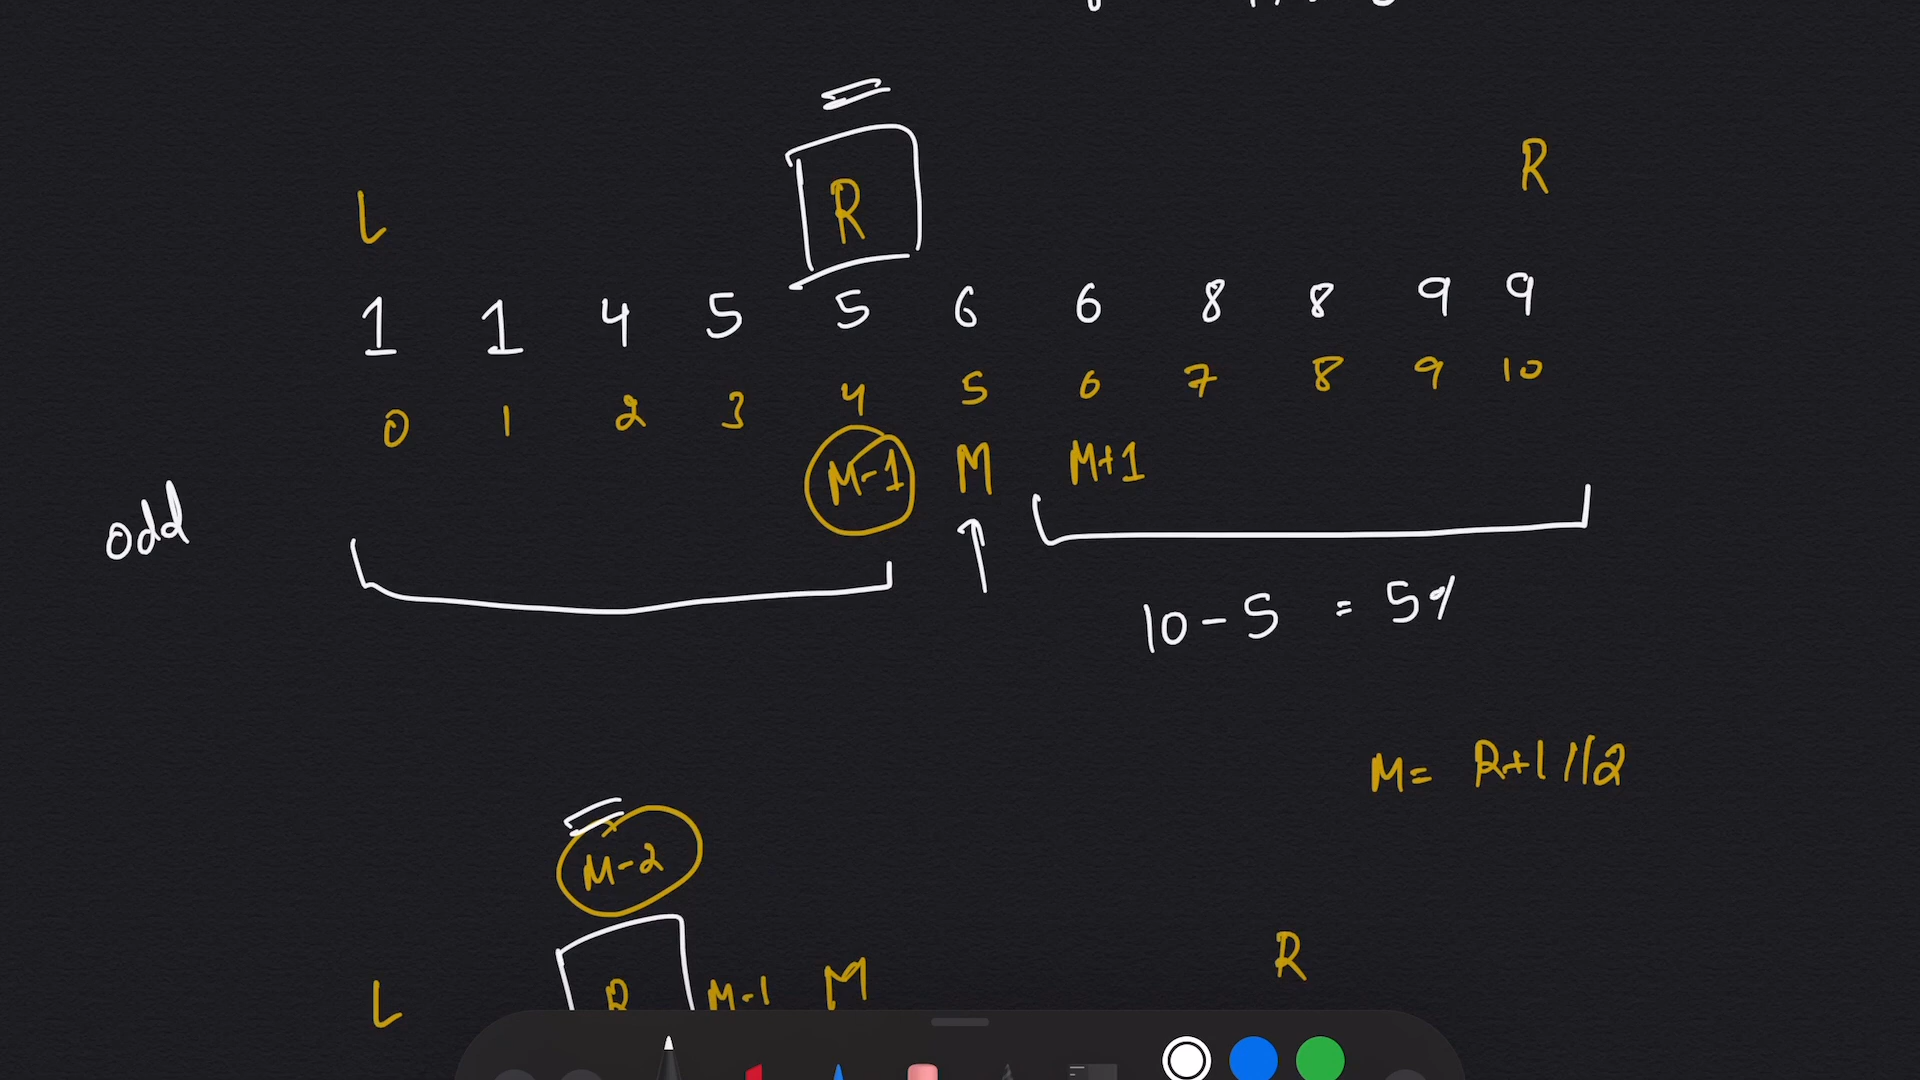 R
R
L
1 1 4 5 5 6 6 8 8 9 9
0 1 2 3 4 5 6 7 8 9 10
M-1 M M+1
odd
10-5 = 5
M= R+1 //2
M-2
R
L R M-1 M